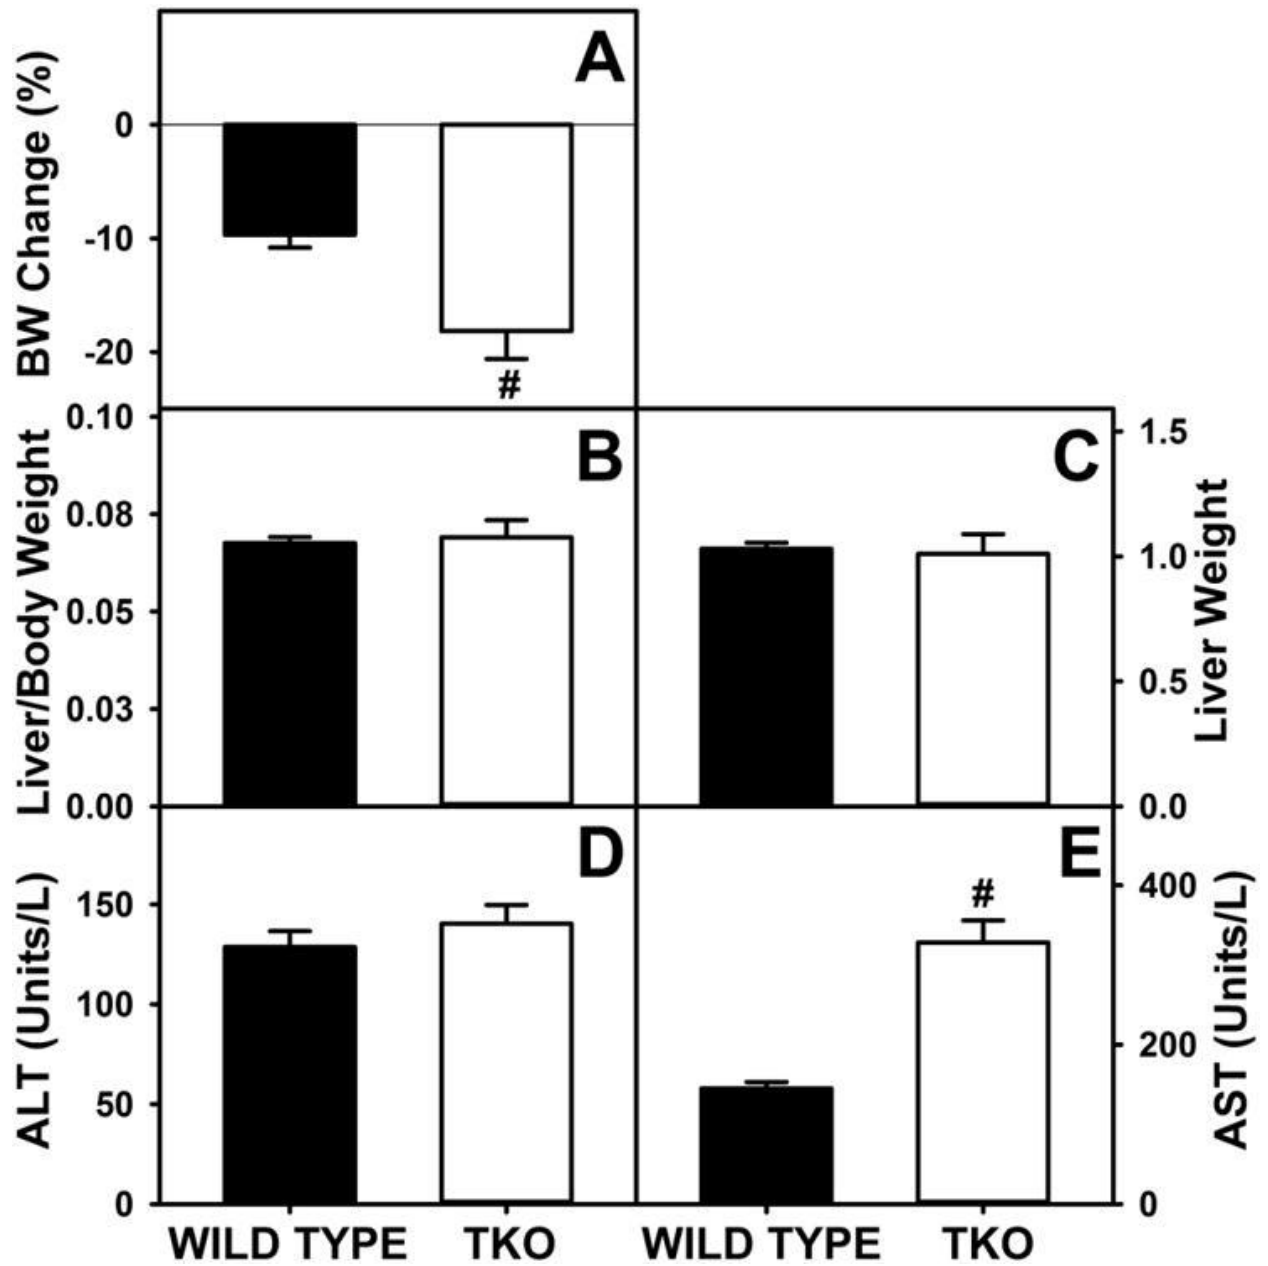 A
BW Change (%)
0
-10
-20
#
B
Liver/Body Weight
0.10
0.08
0.05
0.03
0.00
C
Liver Weight
1.5
1.0
0.5
0.0
D
ALT (Units/L)
150
100
50
0
E
#
AST (Units/L)
400
200
0
WILD TYPE TKO WILD TYPE TKO